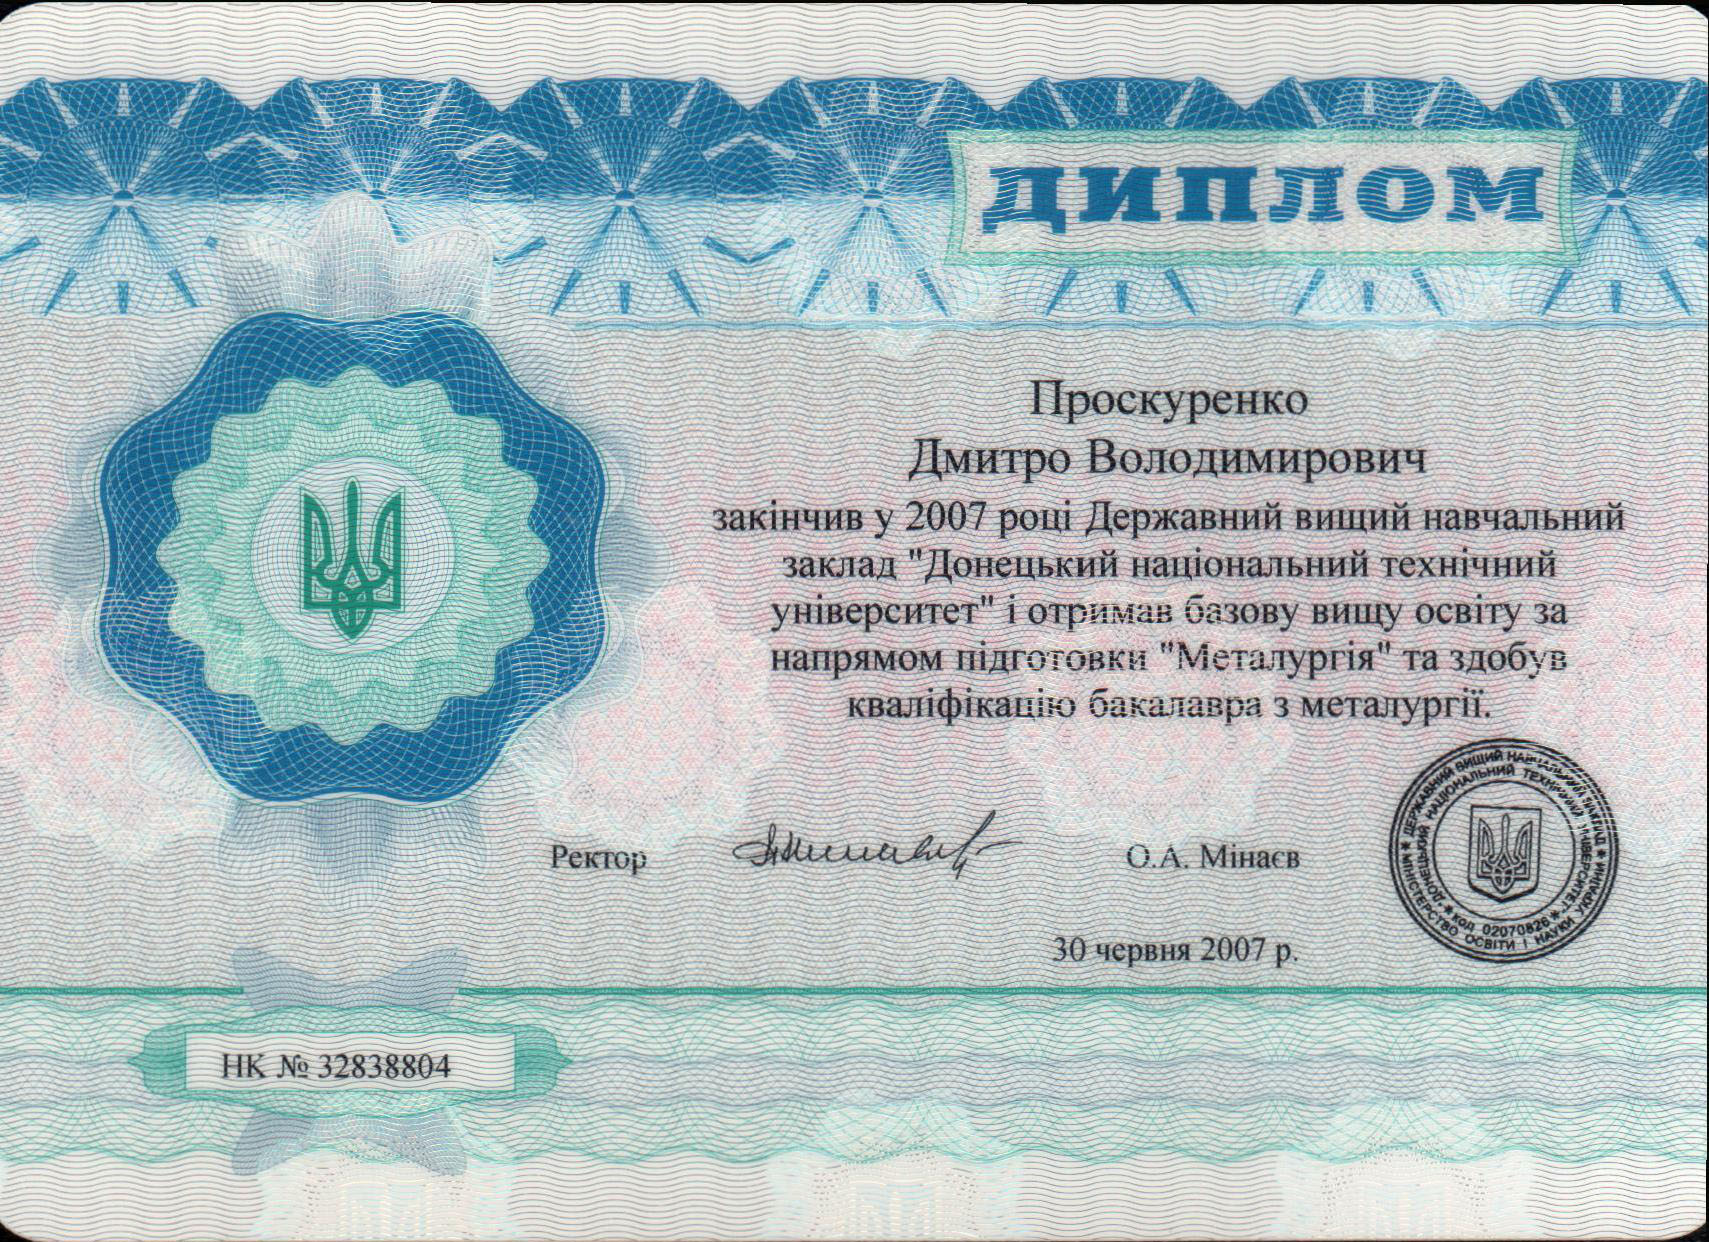 ДИПЛОМ
Проскуренко
Дмитро Володимирович
закінчив у 2007 році Державний вищий навчальний
заклад "Донецький національний технічний
університет" і отримав базову вищу освіту за
напрямом підготовки "Металургія" та здобув
кваліфікацію бакалавра з металургії.
Ректор
О.А. Мінаєв
30 червня 2007 р.
НК № 32838804
МІНІСТЕРСТВО ОСВІТИ І НАУКИ УКРАЇНИ * ДЕРЖАВНИЙ ВИЩИЙ НАВЧАЛЬНИЙ ЗАКЛАД *
"ДОНЕЦЬКИЙ НАЦІОНАЛЬНИЙ ТЕХНІЧНИЙ УНІВЕРСИТЕТ" * КОД 02070826 *